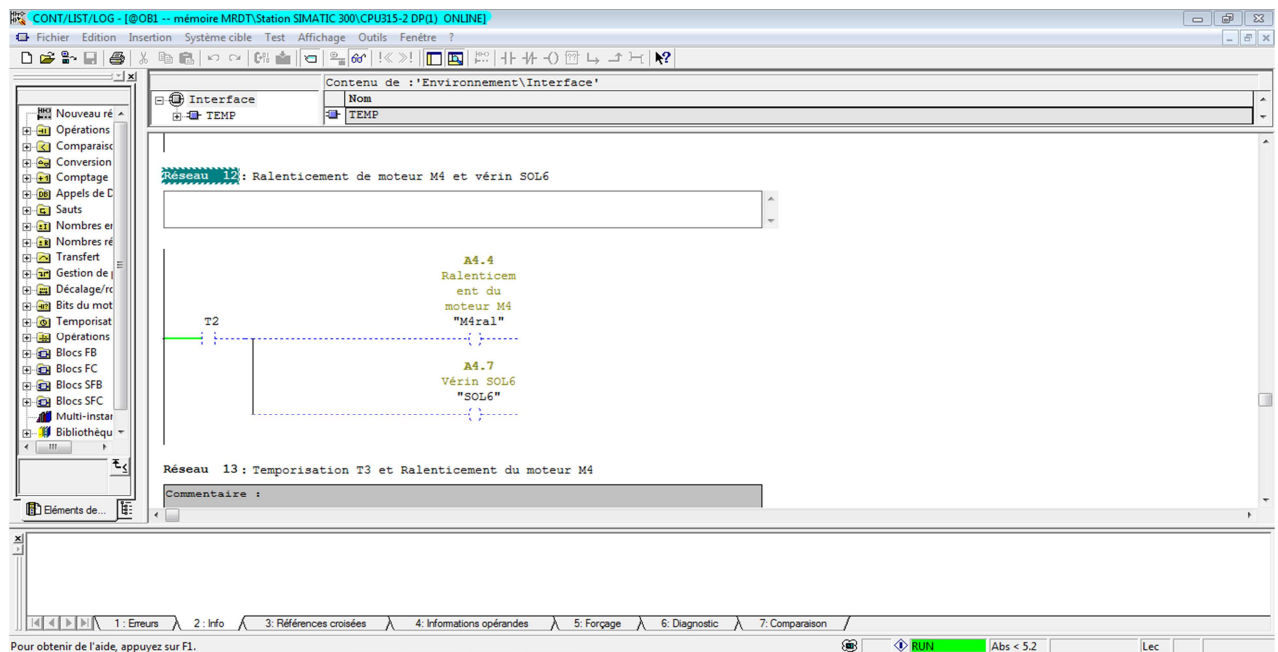 CONT/LIST/LOG - [@OB1 -- mémoire MRDT\Station SIMATIC 300\CPU315-2 DP(1) ONLINE]
Fichier Edition Insertion Système cible Test Affichage Outils Fenêtre ?
Contenu de :'Environnement\Interface'
Interface
TEMP
Nom
TEMP
Nouveau ré
Opérations
Comparaisc
Conversion
Comptage
Appels de D
Sauts
Nombres en
Nombres ré
Transfert
Gestion de
Décalage/rc
Bits du mot
Temporisat
Opérations
Blocs FB
Blocs FC
Blocs SFB
Blocs SFC
Multi-instar
Bibliothèqu
Eléments de...
Réseau 12 : Ralenticement de moteur M4 et vérin SOL6
A4.4
Ralenticem
ent du
moteur M4
T2 "M4ral"
A4.7
Vérin SOL6
"SOL6"
Réseau 13 : Temporisation T3 et Ralenticement du moteur M4
Commentaire :
1 : Erreurs 2 : Info 3: Références croisées 4: Informations opérandes 5: Forçage 6: Diagnostic 7: Comparaison
Pour obtenir de l'aide, appuyez sur F1. RUN Abs < 5.2 Lec